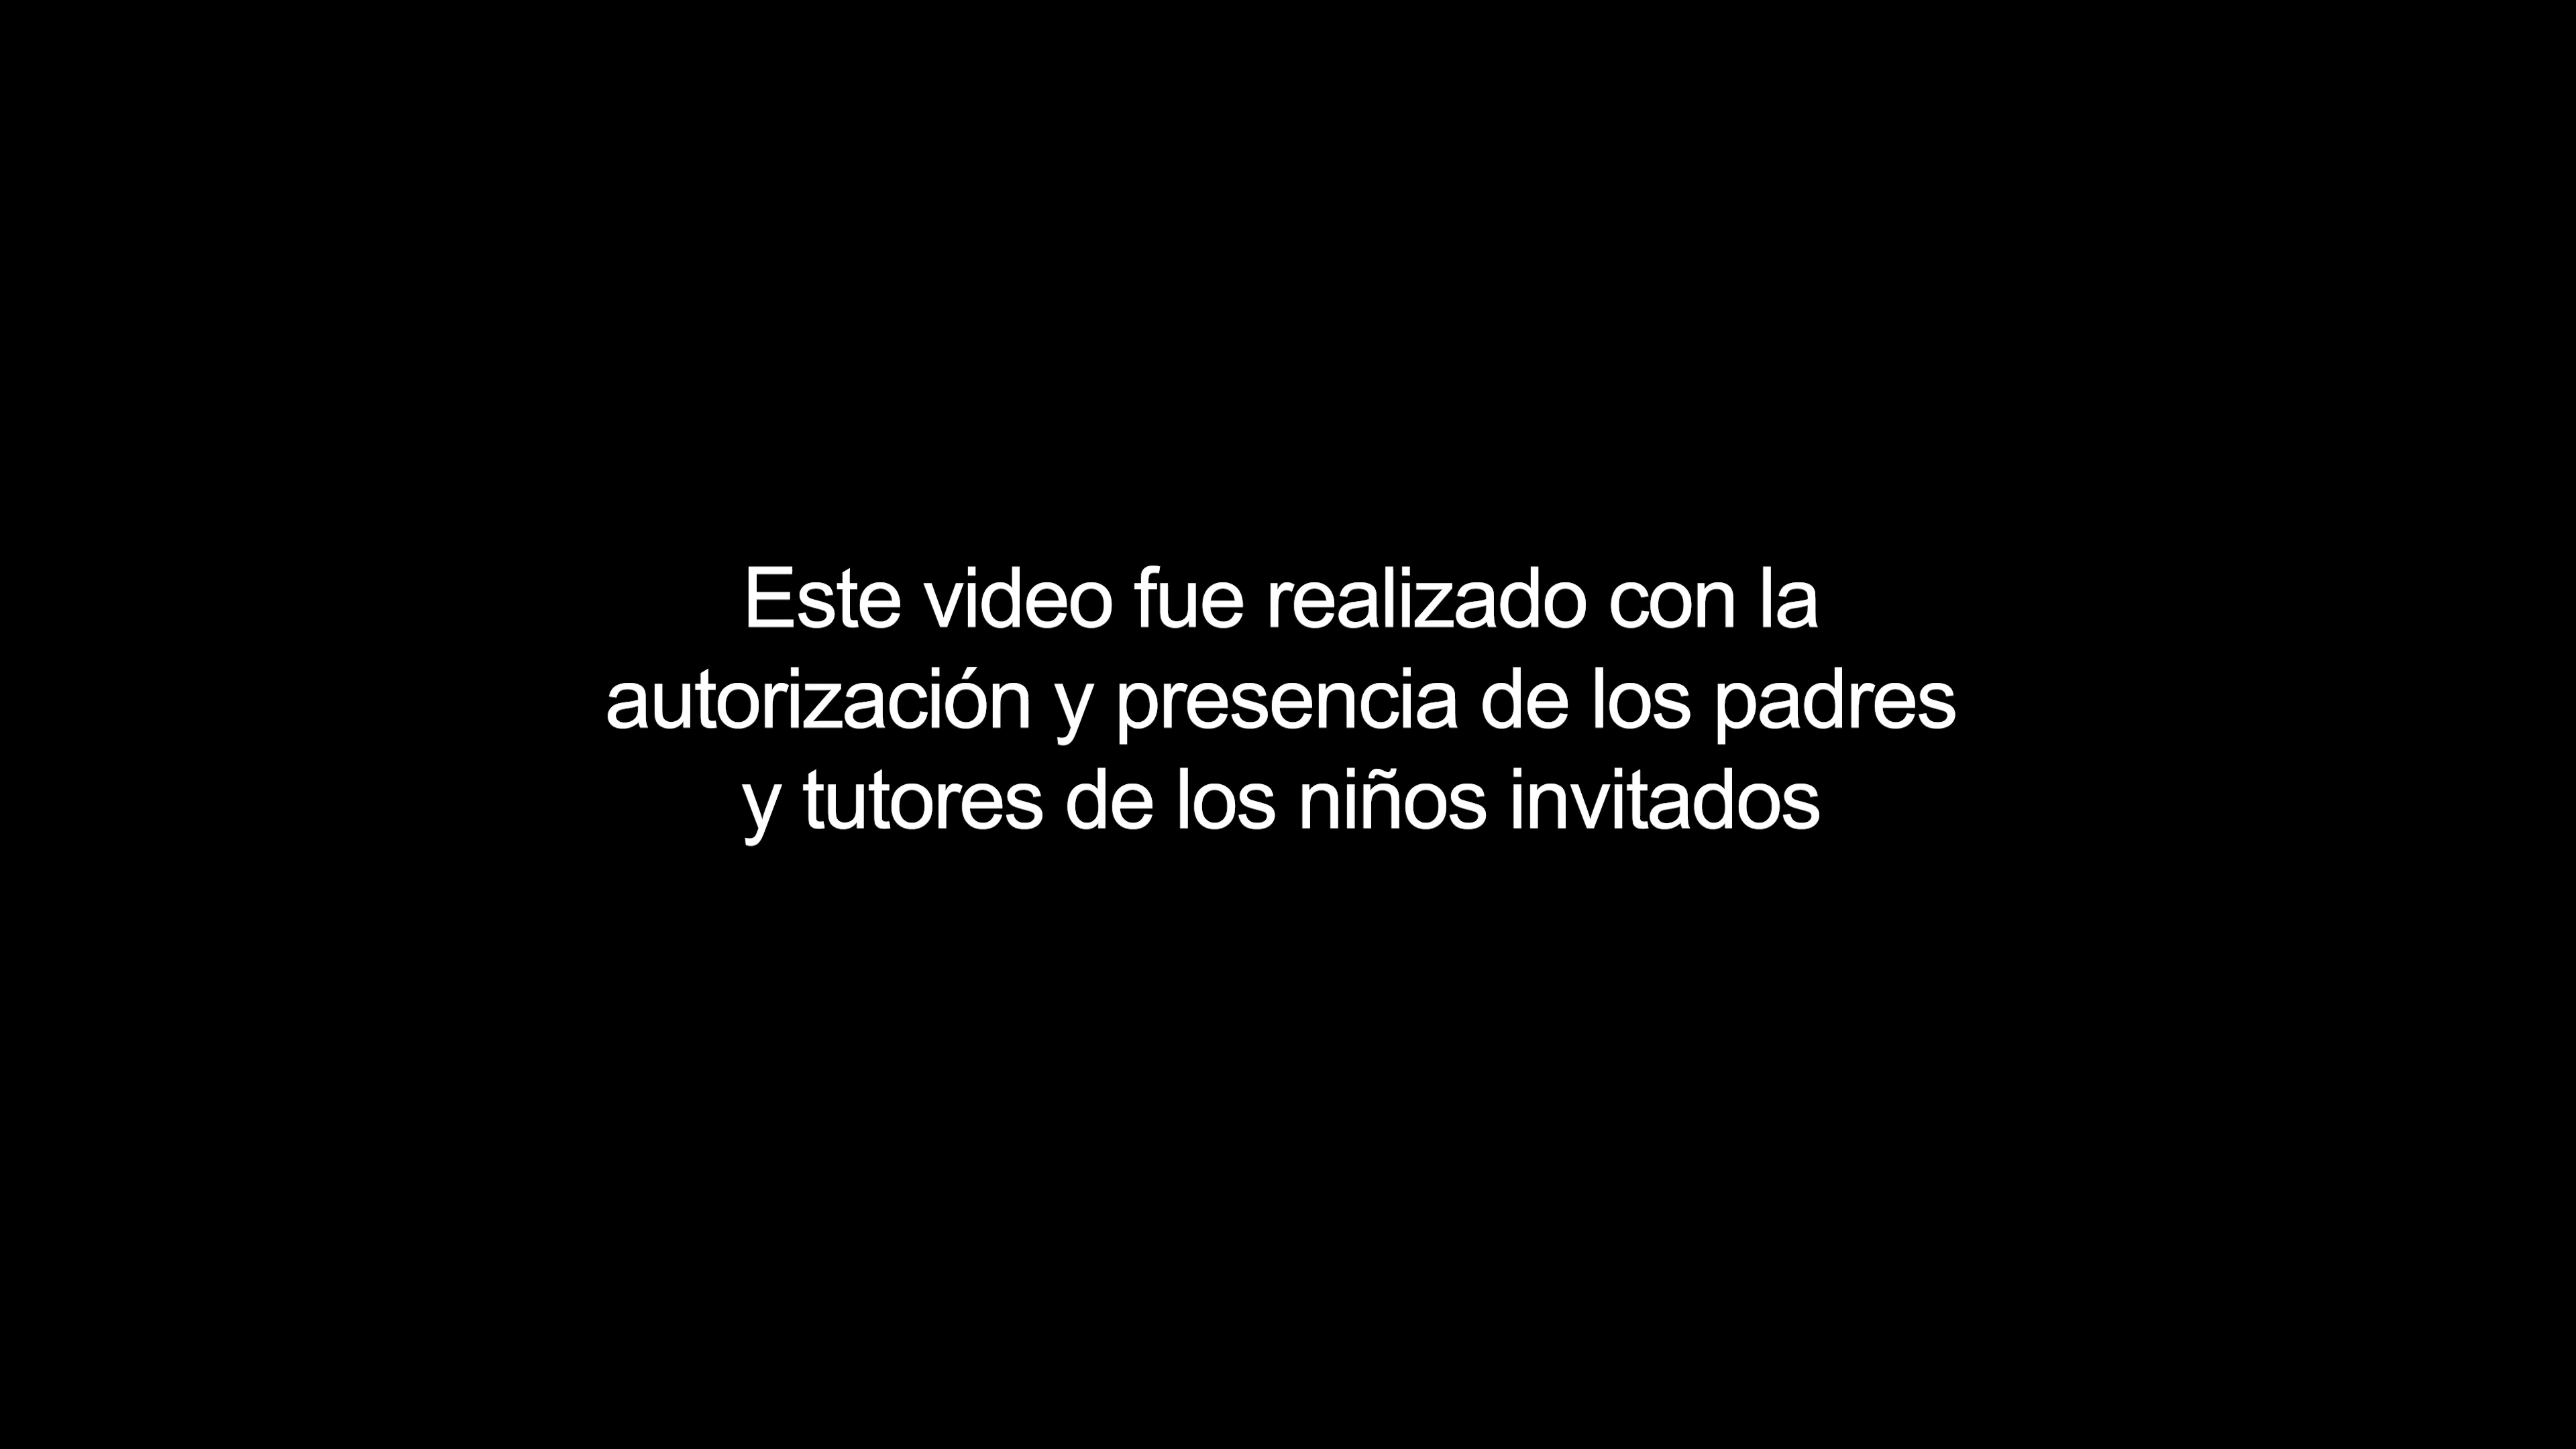 Este video fue realizado con la
autorización y presencia de los padres
y tutores de los niños invitados